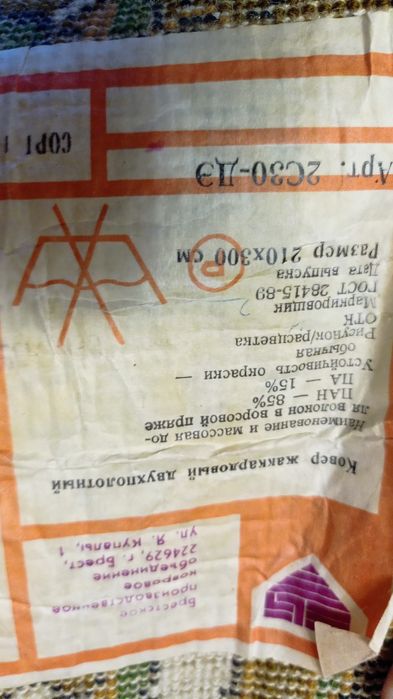 Брестское
производственное
ковровое
объединение
224629, г. Брест,
ул. Я. Купалы, 1
Ковер жаккардовый двухполотный
Наименование и массовая до-
ля волокон в ворсовой пряже
ПАН — 85%
ПА — 15%
Устойчивость окраски —
обычная
Рисунок/расцветка
ОТК
Маркировщик 2
ГОСТ 28415-89
Дата выпуска
Размер 210х300 см
P
Арт. 2С30-ДЭ
СОРТ 1